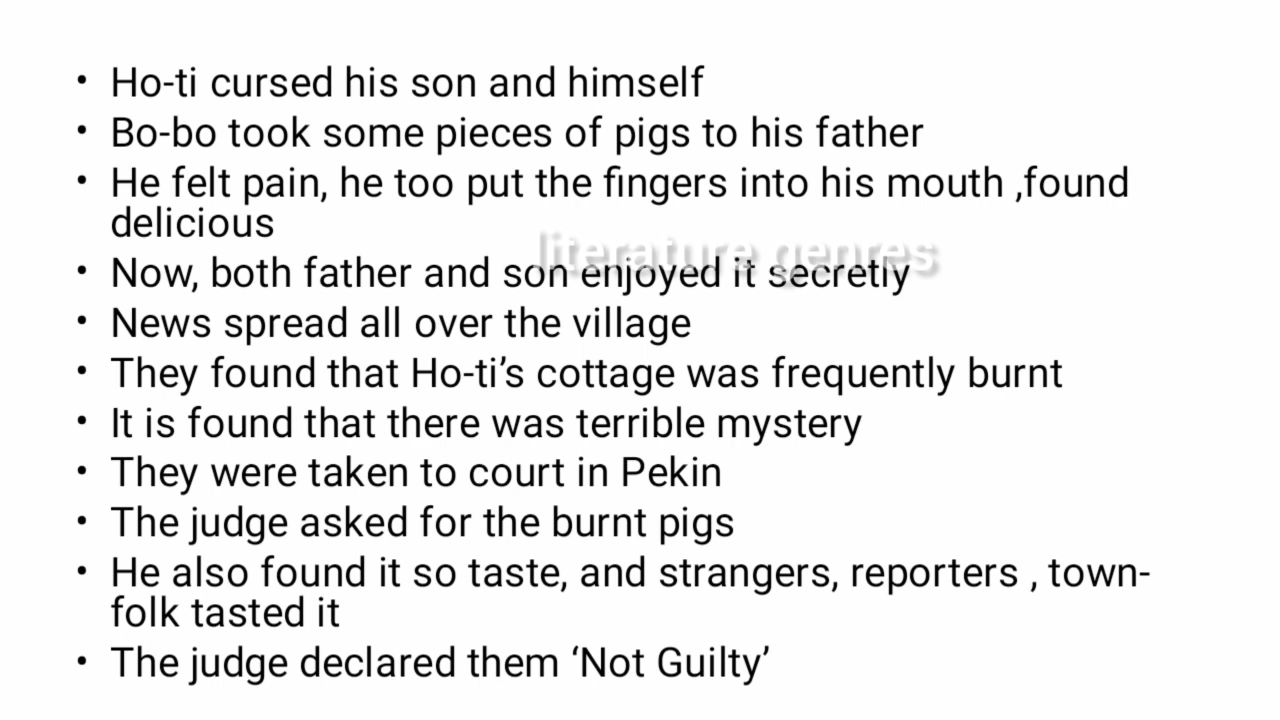 • Ho-ti cursed his son and himself
• Bo-bo took some pieces of pigs to his father
• He felt pain, he too put the fingers into his mouth ,found
delicious
literature genres
• Now, both father and son enjoyed it secretly
• News spread all over the village
• They found that Ho-ti’s cottage was frequently burnt
• It is found that there was terrible mystery
• They were taken to court in Pekin
• The judge asked for the burnt pigs
• He also found it so taste, and strangers, reporters , town-
folk tasted it
• The judge declared them ‘Not Guilty’